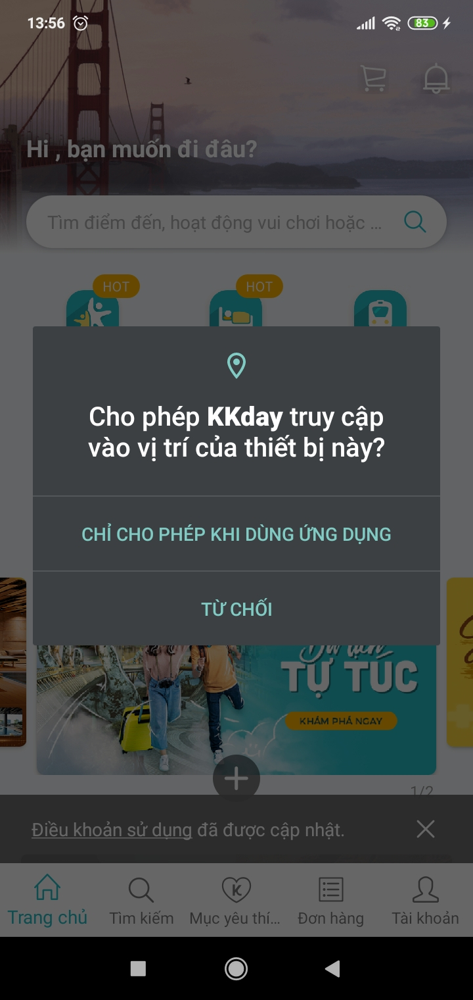 13:56
83
Hi , bạn muốn đi đâu?
Tìm điểm đến, hoạt động vui chơi hoặc ...
HOT
HOT
Cho phép KKday truy cập
vào vị trí của thiết bị này?
CHỈ CHO PHÉP KHI DÙNG ỨNG DỤNG
TỪ CHỐI
TỰ TÚC
KHÁM PHÁ NGAY
1/2
Điều khoản sử dụng đã được cập nhật.
Trang chủ
Tìm kiếm
Mục yêu thí...
Đơn hàng
Tài khoản